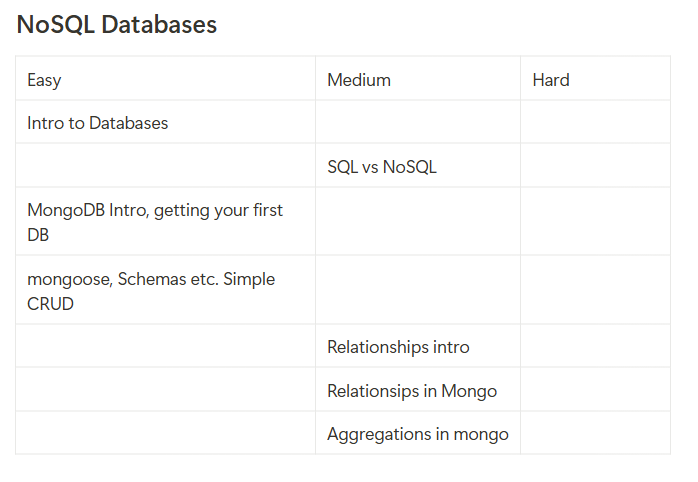 NoSQL Databases
Easy Medium Hard
Intro to Databases
SQL vs NoSQL
MongoDB Intro, getting your first
DB
mongoose, Schemas etc. Simple
CRUD
Relationships intro
Relationsips in Mongo
Aggregations in mongo